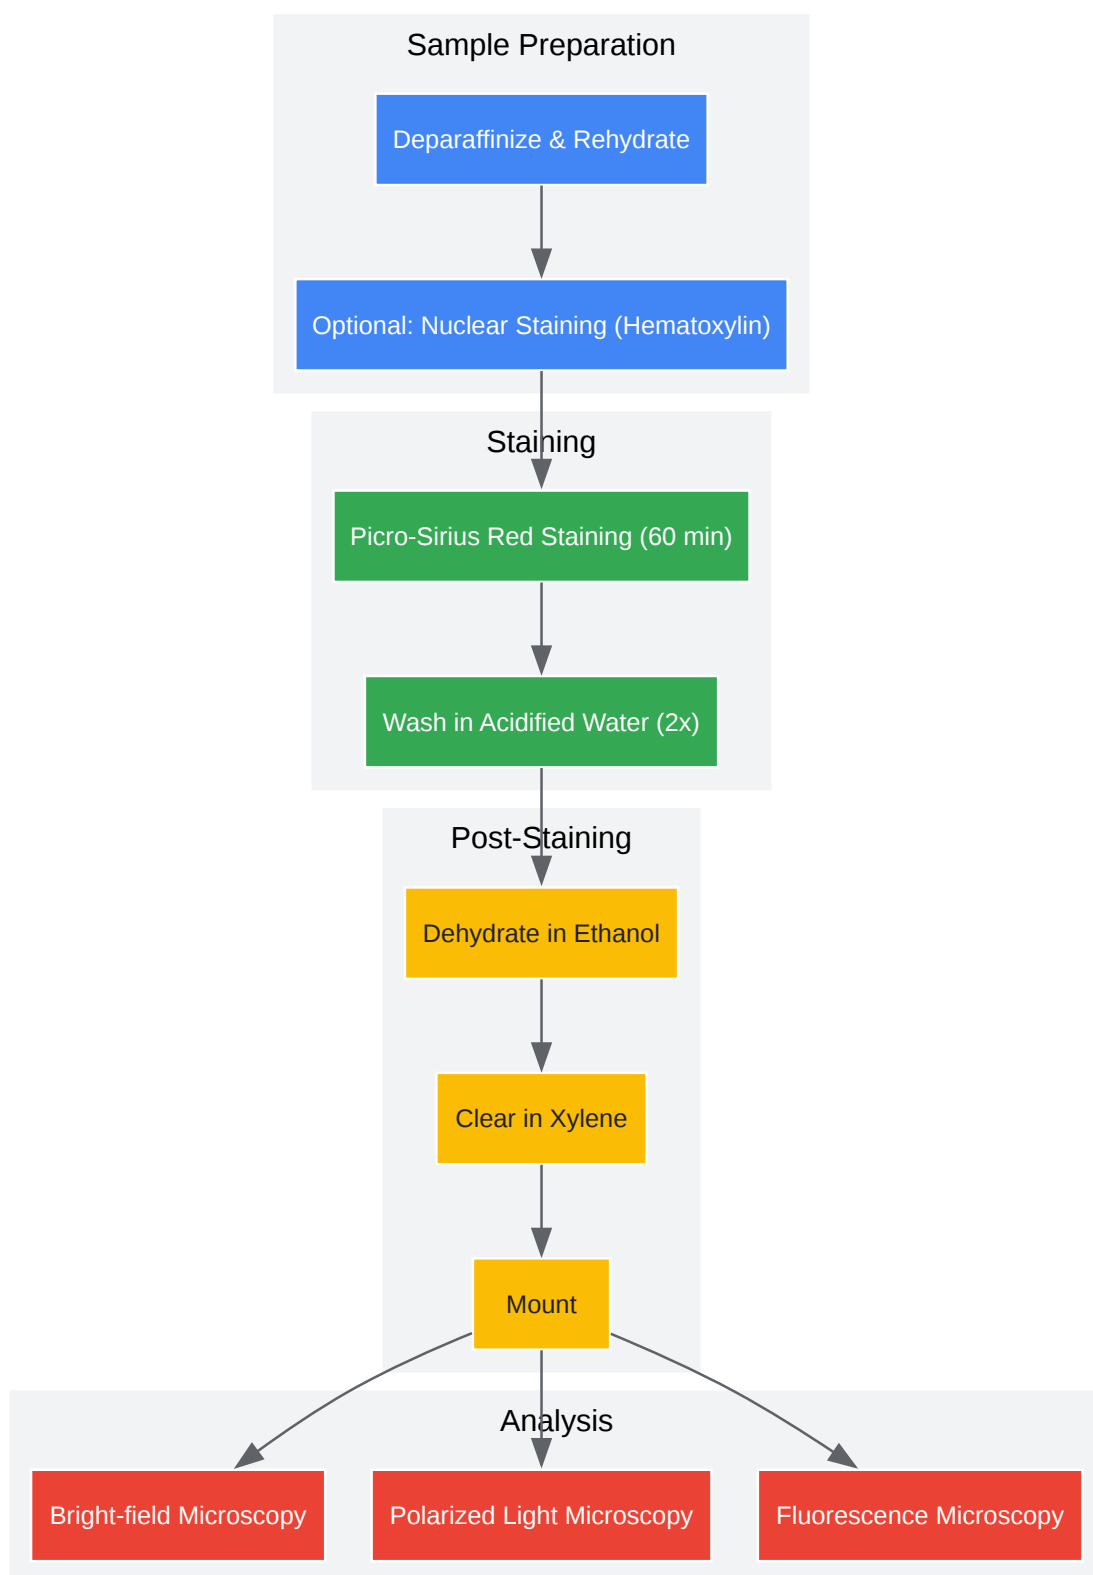 Sample Preparation
Deparaffinize & Rehydrate
Optional: Nuclear Staining (Hematoxylin)
Staining
Picro-Sirius Red Staining (60 min)
Wash in Acidified Water (2x)
Post-Staining
Dehydrate in Ethanol
Clear in Xylene
Mount
Analysis
Bright-field Microscopy
Polarized Light Microscopy
Fluorescence Microscopy